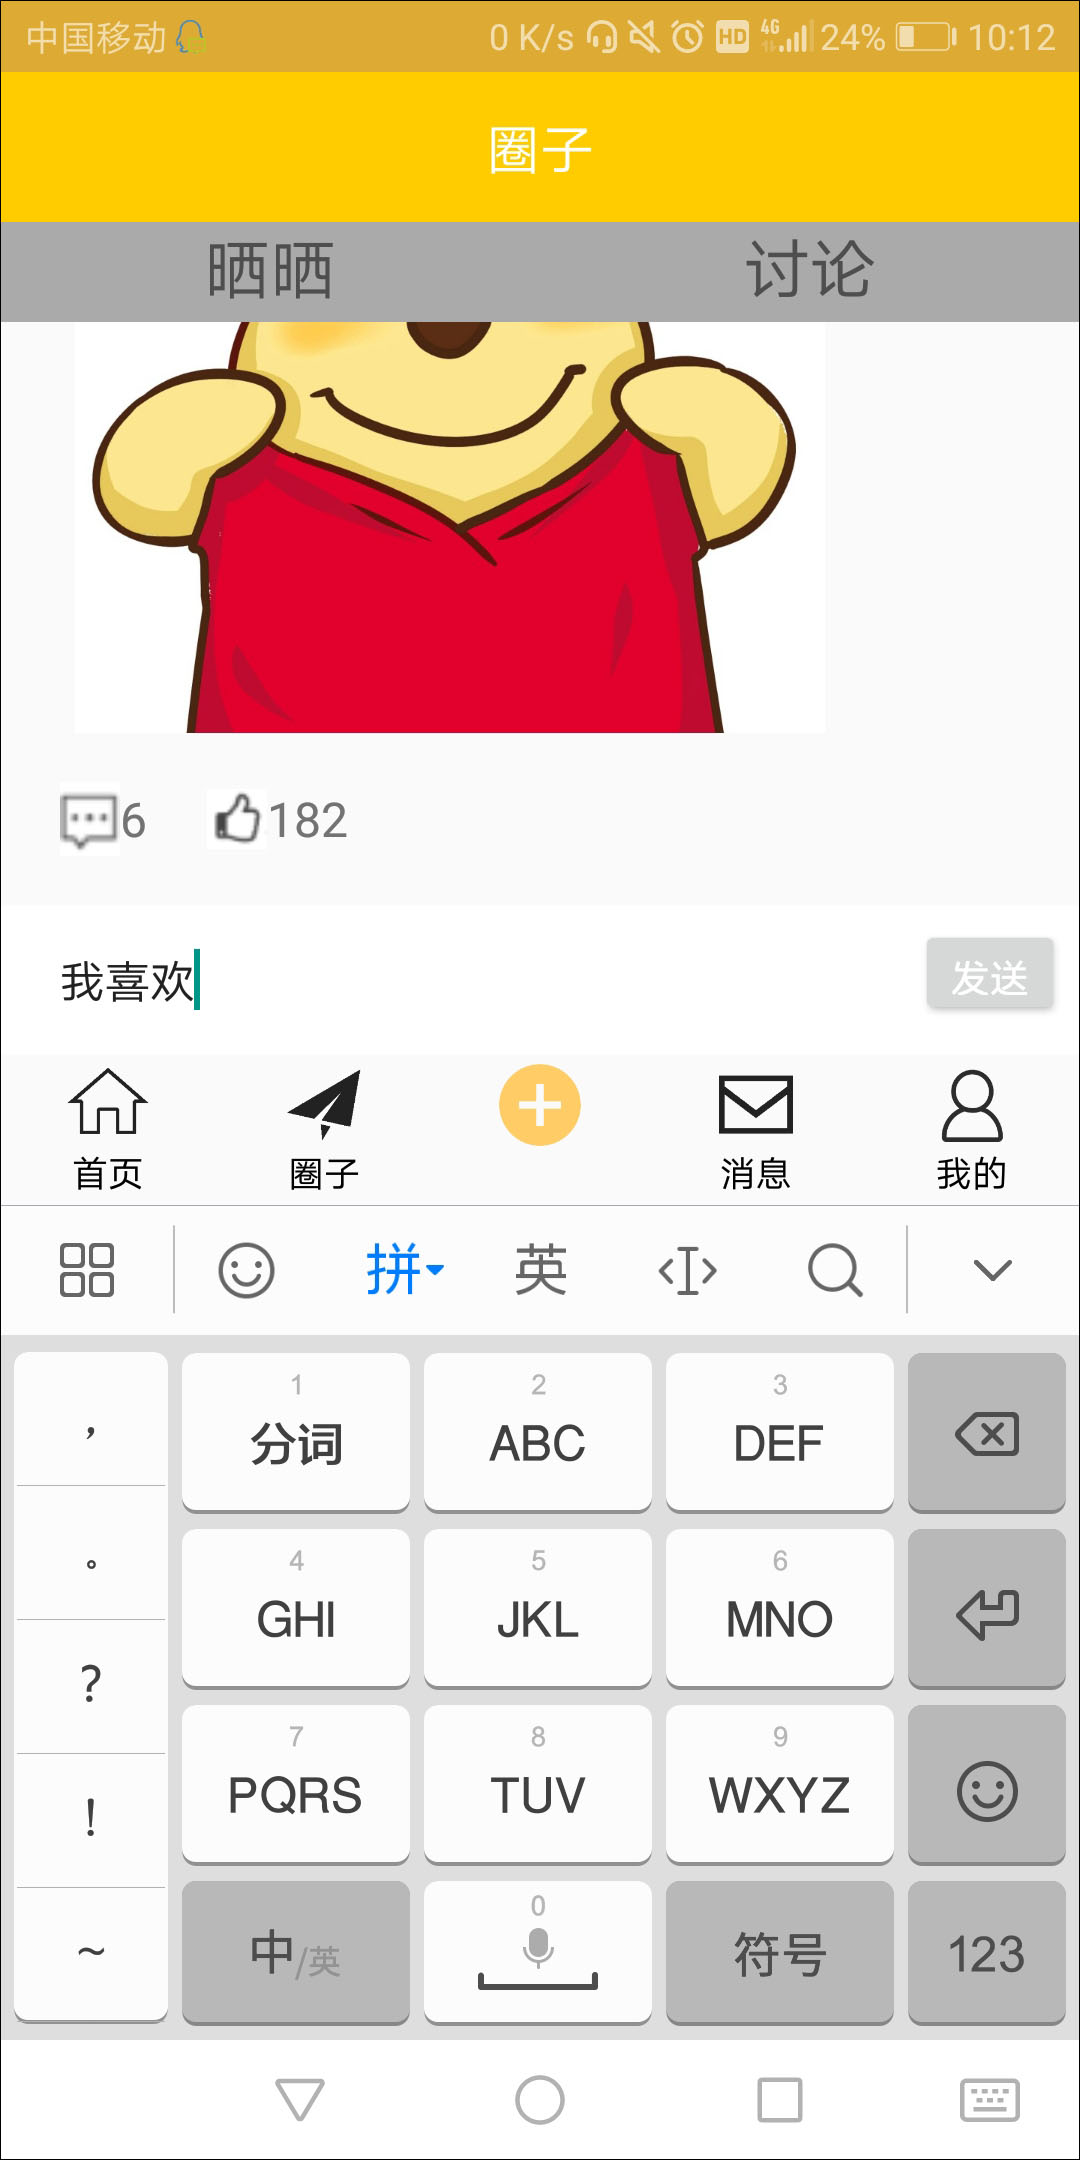 中国移动 0 K/s HD 4G 24% 10:12
圈子
晒晒 讨论
6 182
我喜欢 发送
首页 圈子 消息 我的
拼 英
, 1 分词 2 ABC 3 DEF
。 4 GHI 5 JKL 6 MNO
? 7 PQRS 8 TUV 9 WXYZ
!
~ 中/英 0 符号 123